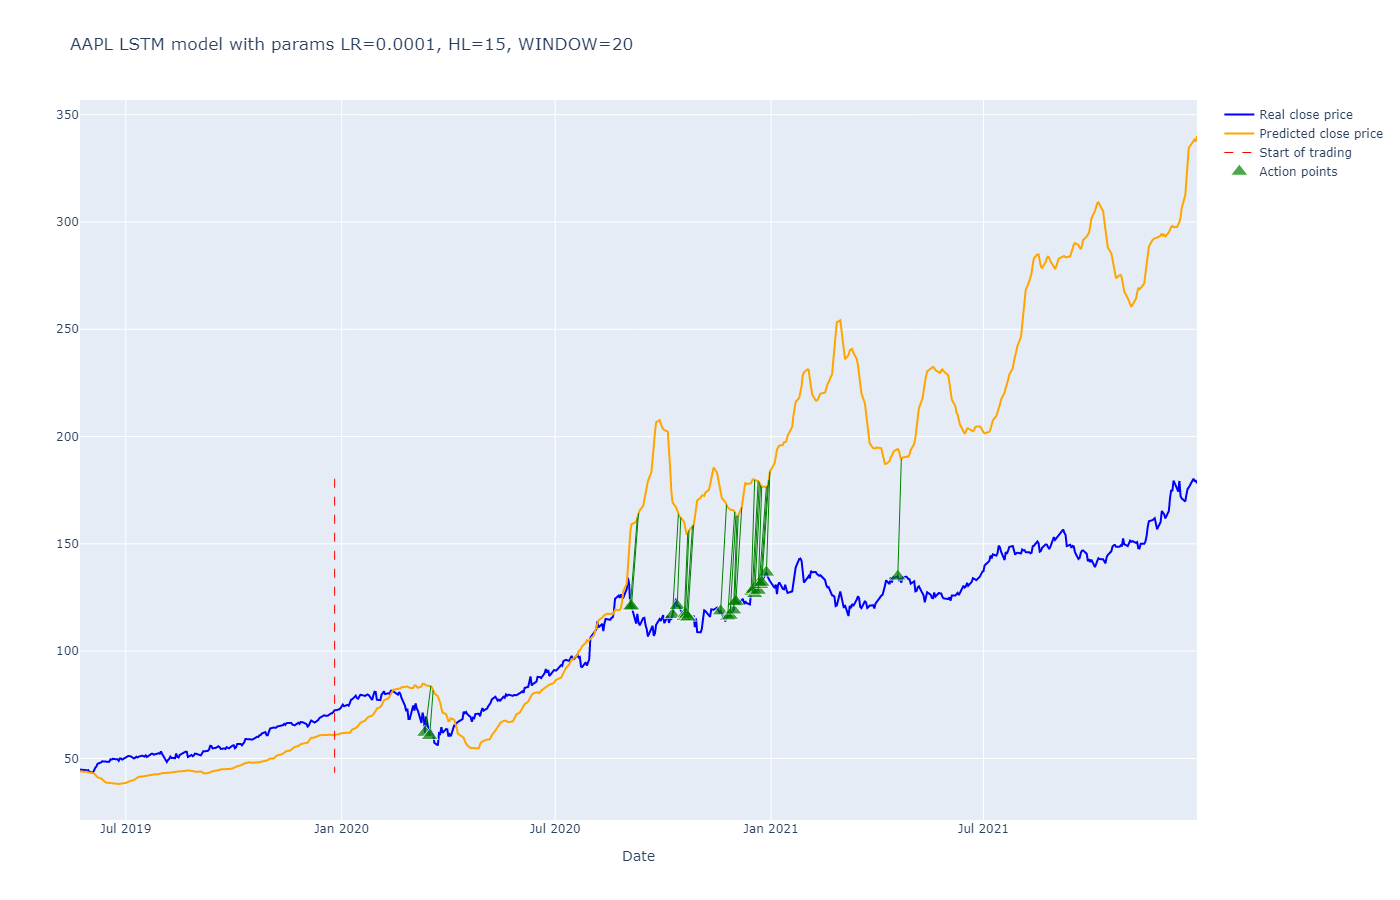 AAPL LSTM model with params LR=0.0001, HL=15, WINDOW=20
350
300
250
200
150
100
50
Jul 2019
Jan 2020
Jul 2020
Jan 2021
Jul 2021
Date
Real close price
Predicted close price
Start of trading
Action points